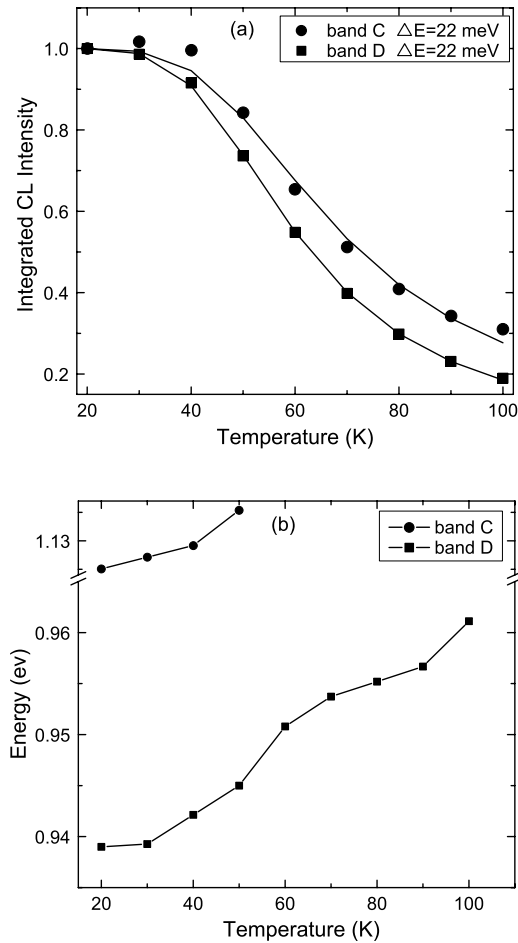 (a)
band C △E=22 meV
band D △E=22 meV
1.0
0.8
0.6
0.4
0.2
Integrated CL Intensity
20 40 60 80 100
Temperature (K)
(b)
band C
band D
1.13
0.96
0.95
0.94
Energy (ev)
20 40 60 80 100
Temperature (K)